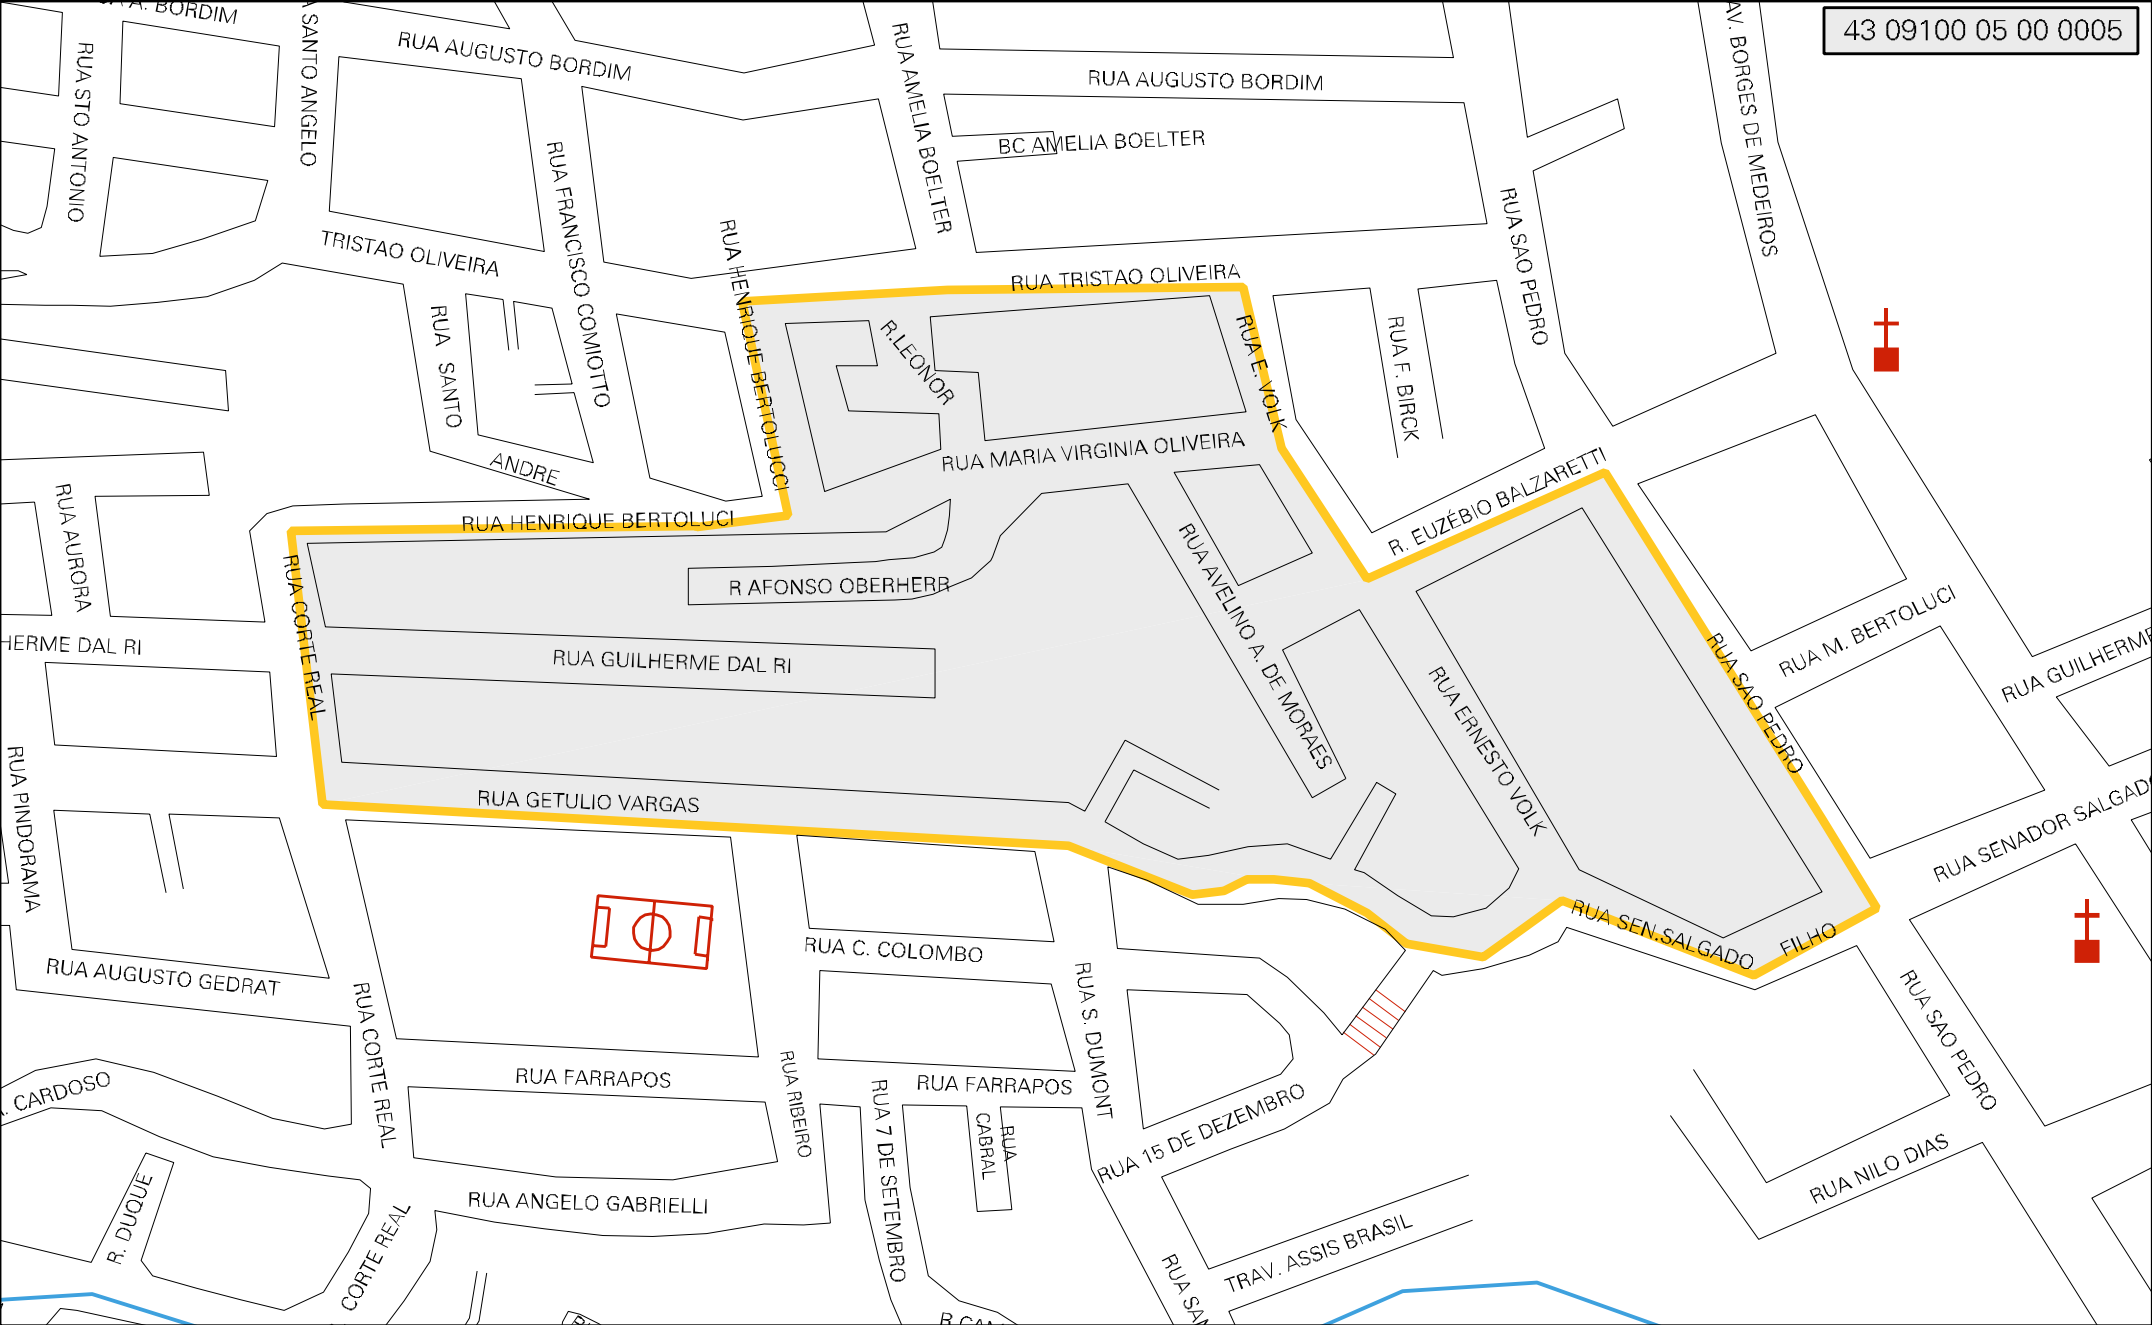 A. BORDIM
SANTO ANGELO
RUA STO ANTONIO
RUA AUGUSTO BORDIM
RUA AMELIA BOELTER
RUA AUGUSTO BORDIM
BC AMELIA BOELTER
AV. BORGES DE MEDEIROS
43 09100 05 00 0005
RUA FRANCISCO COMIOTTO
TRISTAO OLIVEIRA
RUA HENRIQUE BERTOLUCCI
RUA TRISTAO OLIVEIRA
RUA SAO PEDRO
RUA SANTO
ANDRE
R.LEONOR
RUA E. VOLK
RUA F. BIRCK
RUA MARIA VIRGINIA OLIVEIRA
R. EUZÉBIO BALZARETTI
RUA AURORA
RUA HENRIQUE BERTOLUCI
RUA CORTE REAL
R AFONSO OBERHERR
RUA AVELINO A. DE MORAES
HERME DAL RI
RUA GUILHERME DAL RI
RUA ERNESTO VOLK
RUA SAO PEDRO
RUA M. BERTOLUCI
RUA GUILHERME
RUA PINDORAMA
RUA GETULIO VARGAS
RUA SENADOR SALGADO
RUA SEN.SALGADO
FILHO
RUA AUGUSTO GEDRAT
RUA C. COLOMBO
RUA CORTE REAL
RUA S. DUMONT
RUA SAO PEDRO
CARDOSO
RUA FARRAPOS
RUA RIBEIRO
RUA FARRAPOS
RUA 7 DE SETEMBRO
RUA
CABRAL
RUA 15 DE DEZEMBRO
RUA NILO DIAS
R. DUQUE
CORTE REAL
RUA ANGELO GABRIELLI
TRAV. ASSIS BRASIL
RUA SAN
R.CAM